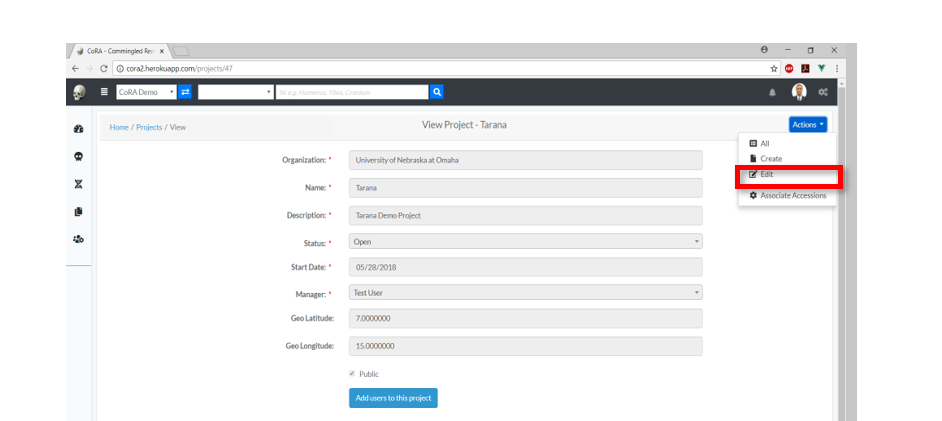 CoRA - Commingled Rem
cora2.herokuapp.com/projects/47
CoRA Demo
SE e.g. Humerus, Tibia, Cranium
Home / Projects / View
View Project - Tarana
Actions
All
Create
Edit
Associate Accessions
Organization: *
University of Nebraska at Omaha
Name: *
Tarana
Description: *
Tarana Demo Project
Status: *
Open
Start Date: *
05/28/2018
Manager: *
Test User
Geo Latitude:
7.0000000
Geo Longitude:
15.0000000
Public
Add users to this project